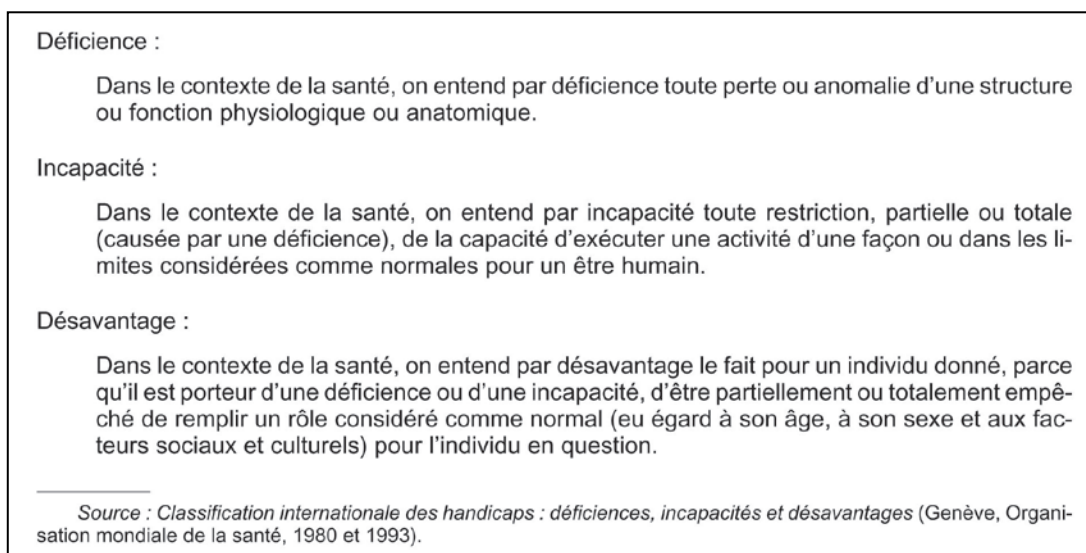 Déficience :
Dans le contexte de la santé, on entend par déficience toute perte ou anomalie d’une structure
ou fonction physiologique ou anatomique.
Incapacité :
Dans le contexte de la santé, on entend par incapacité toute restriction, partielle ou totale
(causée par une déficience), de la capacité d’exécuter une activité d’une façon ou dans les li-
mites considérées comme normales pour un être humain.
Désavantage :
Dans le contexte de la santé, on entend par désavantage le fait pour un individu donné, parce
qu’il est porteur d’une déficience ou d’une incapacité, d’être partiellement ou totalement empê-
ché de remplir un rôle considéré comme normal (eu égard à son âge, à son sexe et aux fac-
teurs sociaux et culturels) pour l’individu en question.
Source : Classification internationale des handicaps : déficiences, incapacités et désavantages (Genève, Organi-
sation mondiale de la santé, 1980 et 1993).